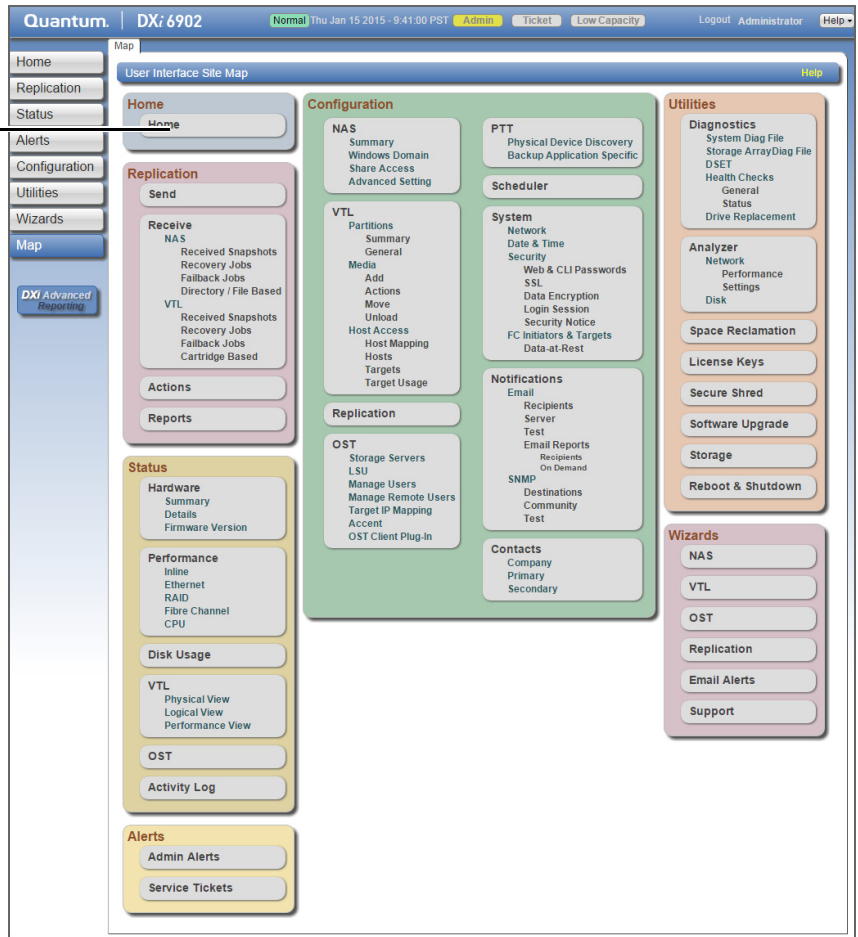 Quantum. DXi 6902 Normal Thu Jan 15 2015 - 9:41:00 PST Admin Ticket Low Capacity Logout Administrator Help
Home
Replication
Status
Alerts
Configuration
Utilities
Wizards
Map
DXi Advanced
Reporting
Map
User Interface Site Map Help
Home
Home
Replication
Send
Receive
NAS
Received Snapshots
Recovery Jobs
Failback Jobs
Directory / File Based
VTL
Received Snapshots
Recovery Jobs
Failback Jobs
Cartridge Based
Actions
Reports
Status
Hardware
Summary
Details
Firmware Version
Performance
Inline
Ethernet
RAID
Fibre Channel
CPU
Disk Usage
VTL
Physical View
Logical View
Performance View
OST
Activity Log
Alerts
Admin Alerts
Service Tickets
Configuration
NAS
Summary
Windows Domain
Share Access
Advanced Setting
VTL
Partitions
Summary
General
Media
Add
Actions
Move
Unload
Host Access
Host Mapping
Hosts
Targets
Target Usage
Replication
OST
Storage Servers
LSU
Manage Users
Manage Remote Users
Target IP Mapping
Accent
OST Client Plug-In
PTT
Physical Device Discovery
Backup Application Specific
Scheduler
System
Network
Date & Time
Security
Web & CLI Passwords
SSL
Data Encryption
Login Session
Security Notice
FC Initiators & Targets
Data-at-Rest
Notifications
Email
Recipients
Server
Test
Email Reports
Recipients
On Demand
SNMP
Destinations
Community
Test
Contacts
Company
Primary
Secondary
Utilities
Diagnostics
System Diag File
Storage ArrayDiag File
DSET
Health Checks
General
Status
Drive Replacement
Analyzer
Network
Performance
Settings
Disk
Space Reclamation
License Keys
Secure Shred
Software Upgrade
Storage
Reboot & Shutdown
Wizards
NAS
VTL
OST
Replication
Email Alerts
Support